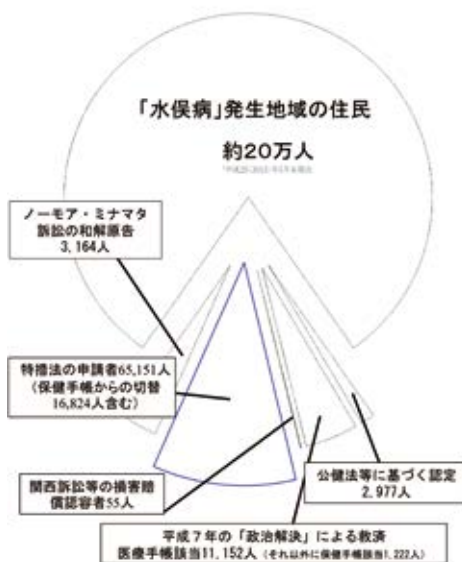 「水俣病」発生地域の住民
約20万人
ノーモア・ミナマタ
訴訟の和解原告
3,164人
特措法の申請者65,151人
(保健手帳からの切替
16,824人含む)
関西訴訟等の損害賠
償認容者55人
公健法等に基づく認定
2,977人
平成7年の「政治解決」による救済
医療手帳該当11,152人(それ以外に保健手帳該当1,222人)